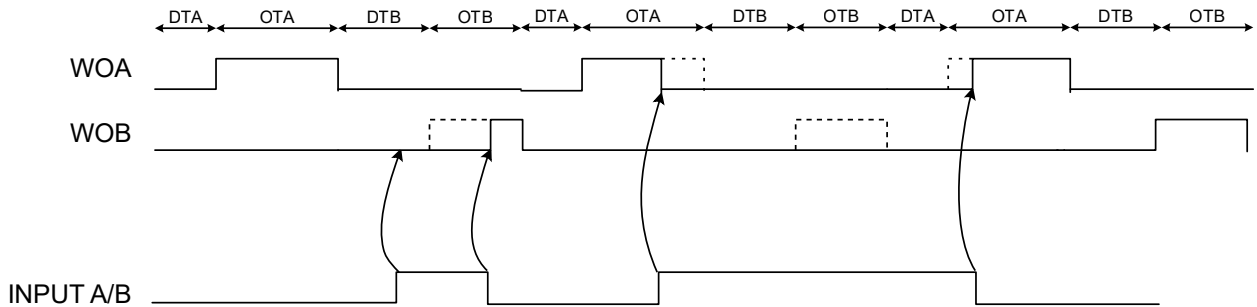 DTA OTA DTB OTB DTA OTA DTB OTB DTA OTA DTB OTB
WOA
WOB
INPUT A/B